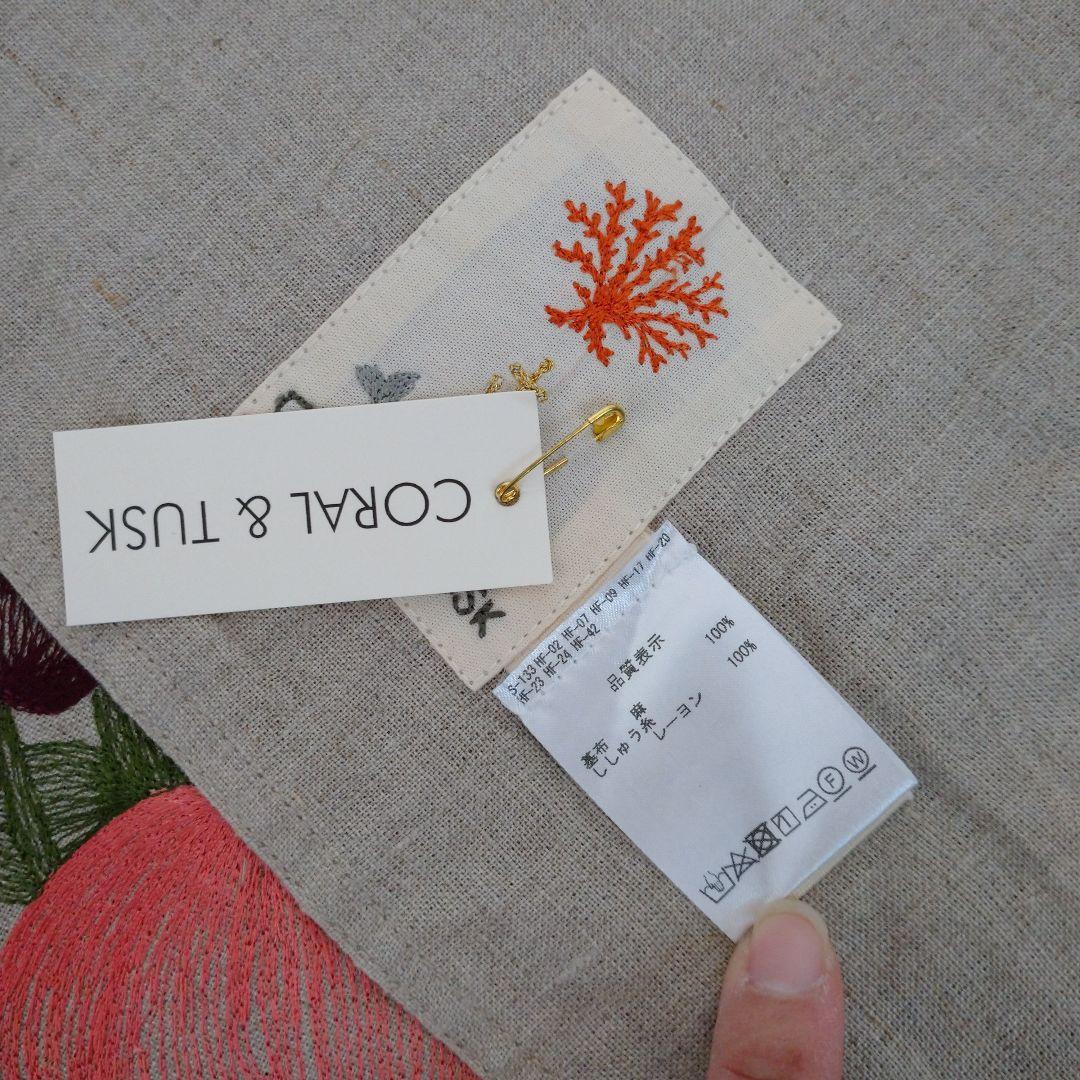 CORAL & TUSK
SK
S-133 HF-02 HF-07 HF-09 HF-17 HF-20
HF-23 HF-24 HF-42
品質表示
基布 麻 100%
ししゅう糸 レーヨン 100%
F W